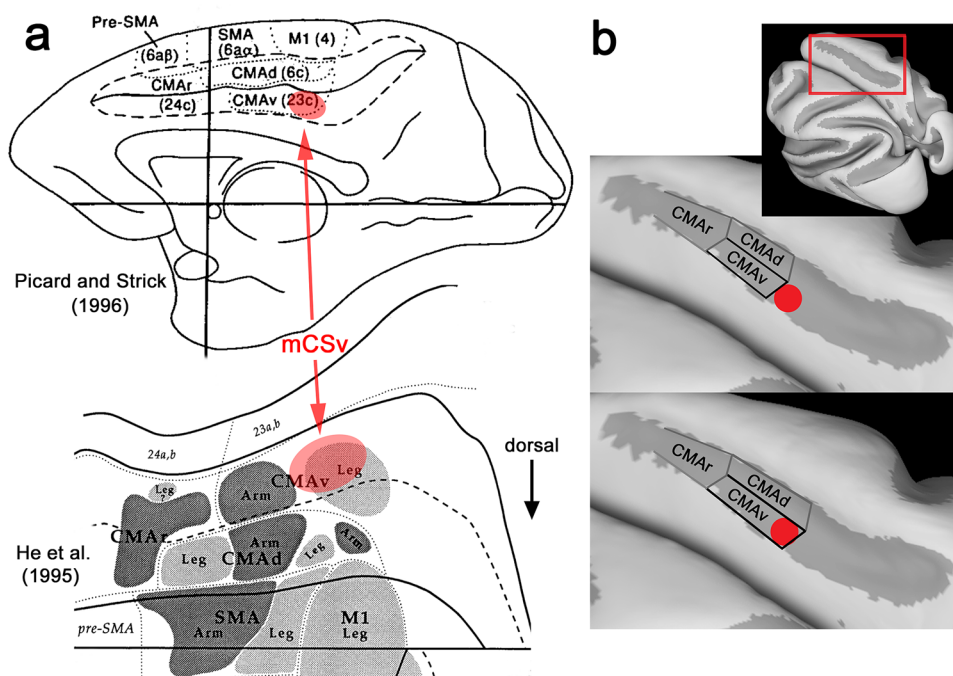 a
Pre-SMA
(6aβ)
SMA
(6aα)
M1 (4)
CMAr
(24c)
CMAd (6c)
CMAv (23c)
Picard and Strick
(1996)
mCSv
24a,b
23a,b
dorsal
Leg
?
Arm
CMAv
Leg
CMAr
Leg
Arm
CMAd
Leg
Arm
He et al.
(1995)
pre-SMA
SMA
Arm
Leg
M1
Leg
b
CMAr
CMAd
CMAv
CMAr
CMAd
CMAv